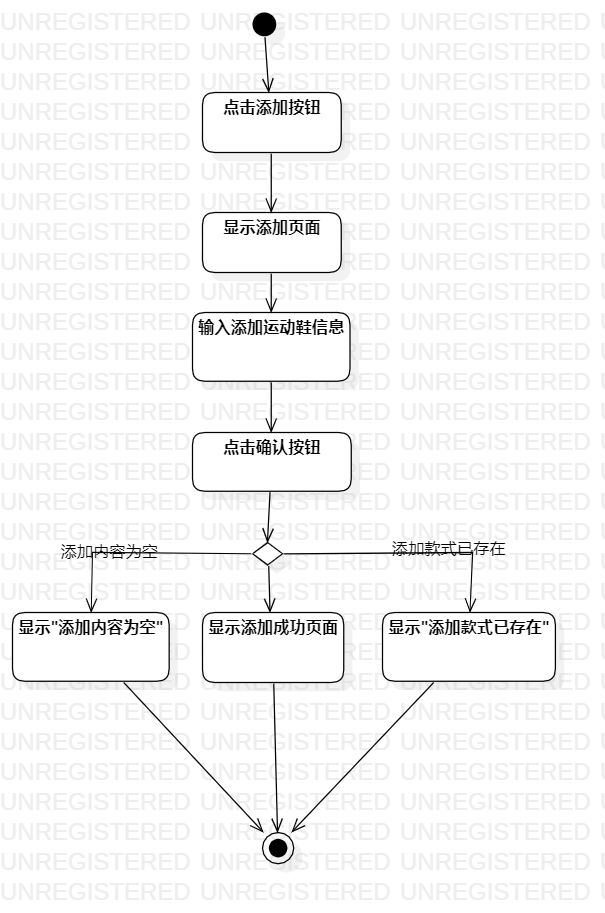 点击添加按钮
显示添加页面
输入添加运动鞋信息
点击确认按钮
添加内容为空
添加款式已存在
显示"添加内容为空"
显示添加成功页面
显示"添加款式已存在"
UNREGISTERED